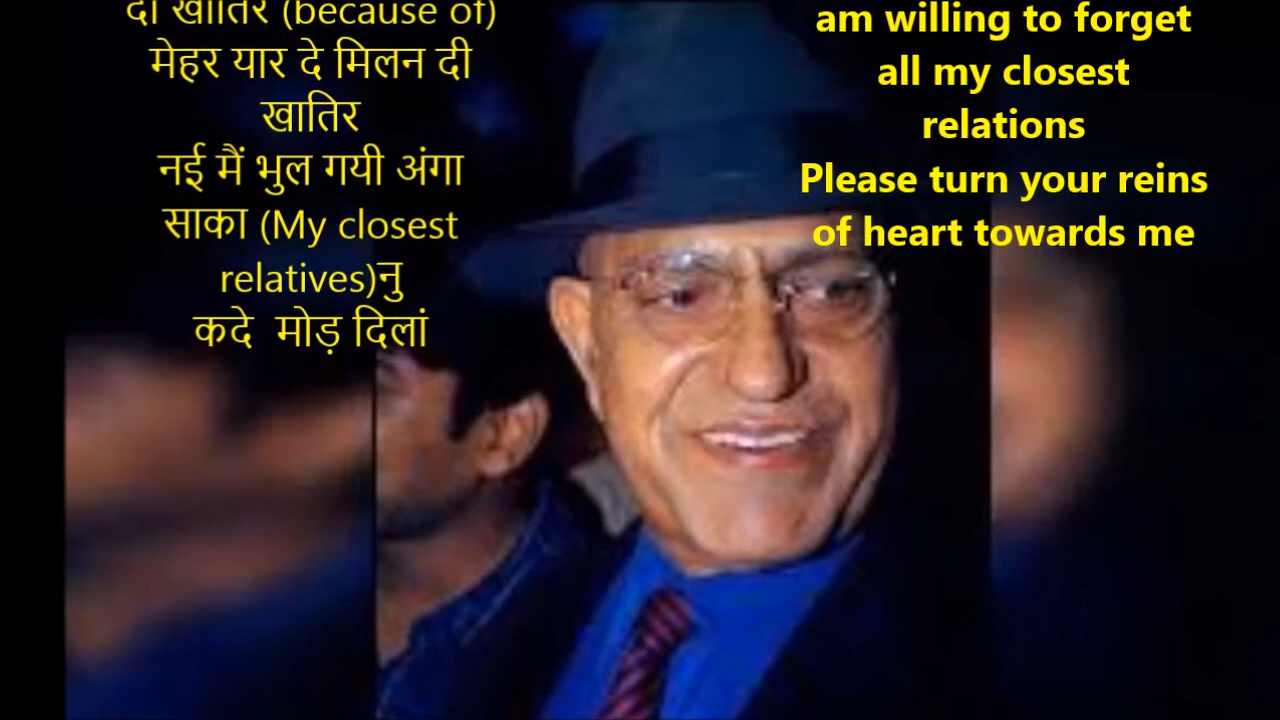 दी खातिर (because of)
मेहर यार दे मिलन दी
खातिर
नई मैं भुल गयी अंगा
साका (My closest
relatives)नु
कदे मोड़ दिलां
am willing to forget
all my closest
relations
Please turn your reins
of heart towards me